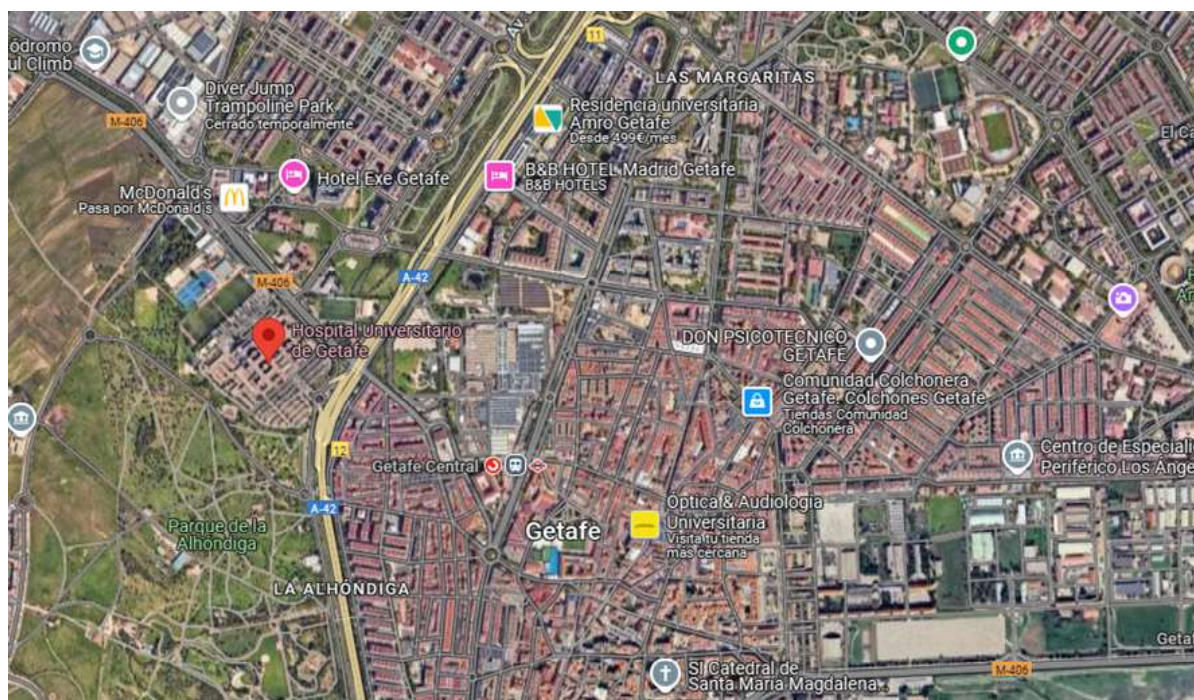 11
LAS MARGARITAS
ódromo
ul Climb
Diver Jump
Trampoline Park
Cerrado temporalmente
M-406
Residencia universitaria
Amro Getafe
Desde 499€/mes
El Ca
B&B HOTEL Madrid Getafe
B&B HOTELS
Hotel Exe Getafe
McDonald's
Pasa por McDonald's
A-42
M-406
Hospital Universitario
de Getafe
DON PSICOTECNICO
GETAFE
Comunidad Colchonera
Getafe. Colchones Getafe
Tiendas Comunidad
Colchonera
12
Getafe Central
Centro de Especiali
Periférico Los Ange
A-42
Óptica & Audiología
Universitaria
Visita tu tienda
más cercana
Getafe
Parque de la
Alhóndiga
LA ALHÓNDIGA
Geta
SI Catedral de
Santa María Magdalena...
M-406